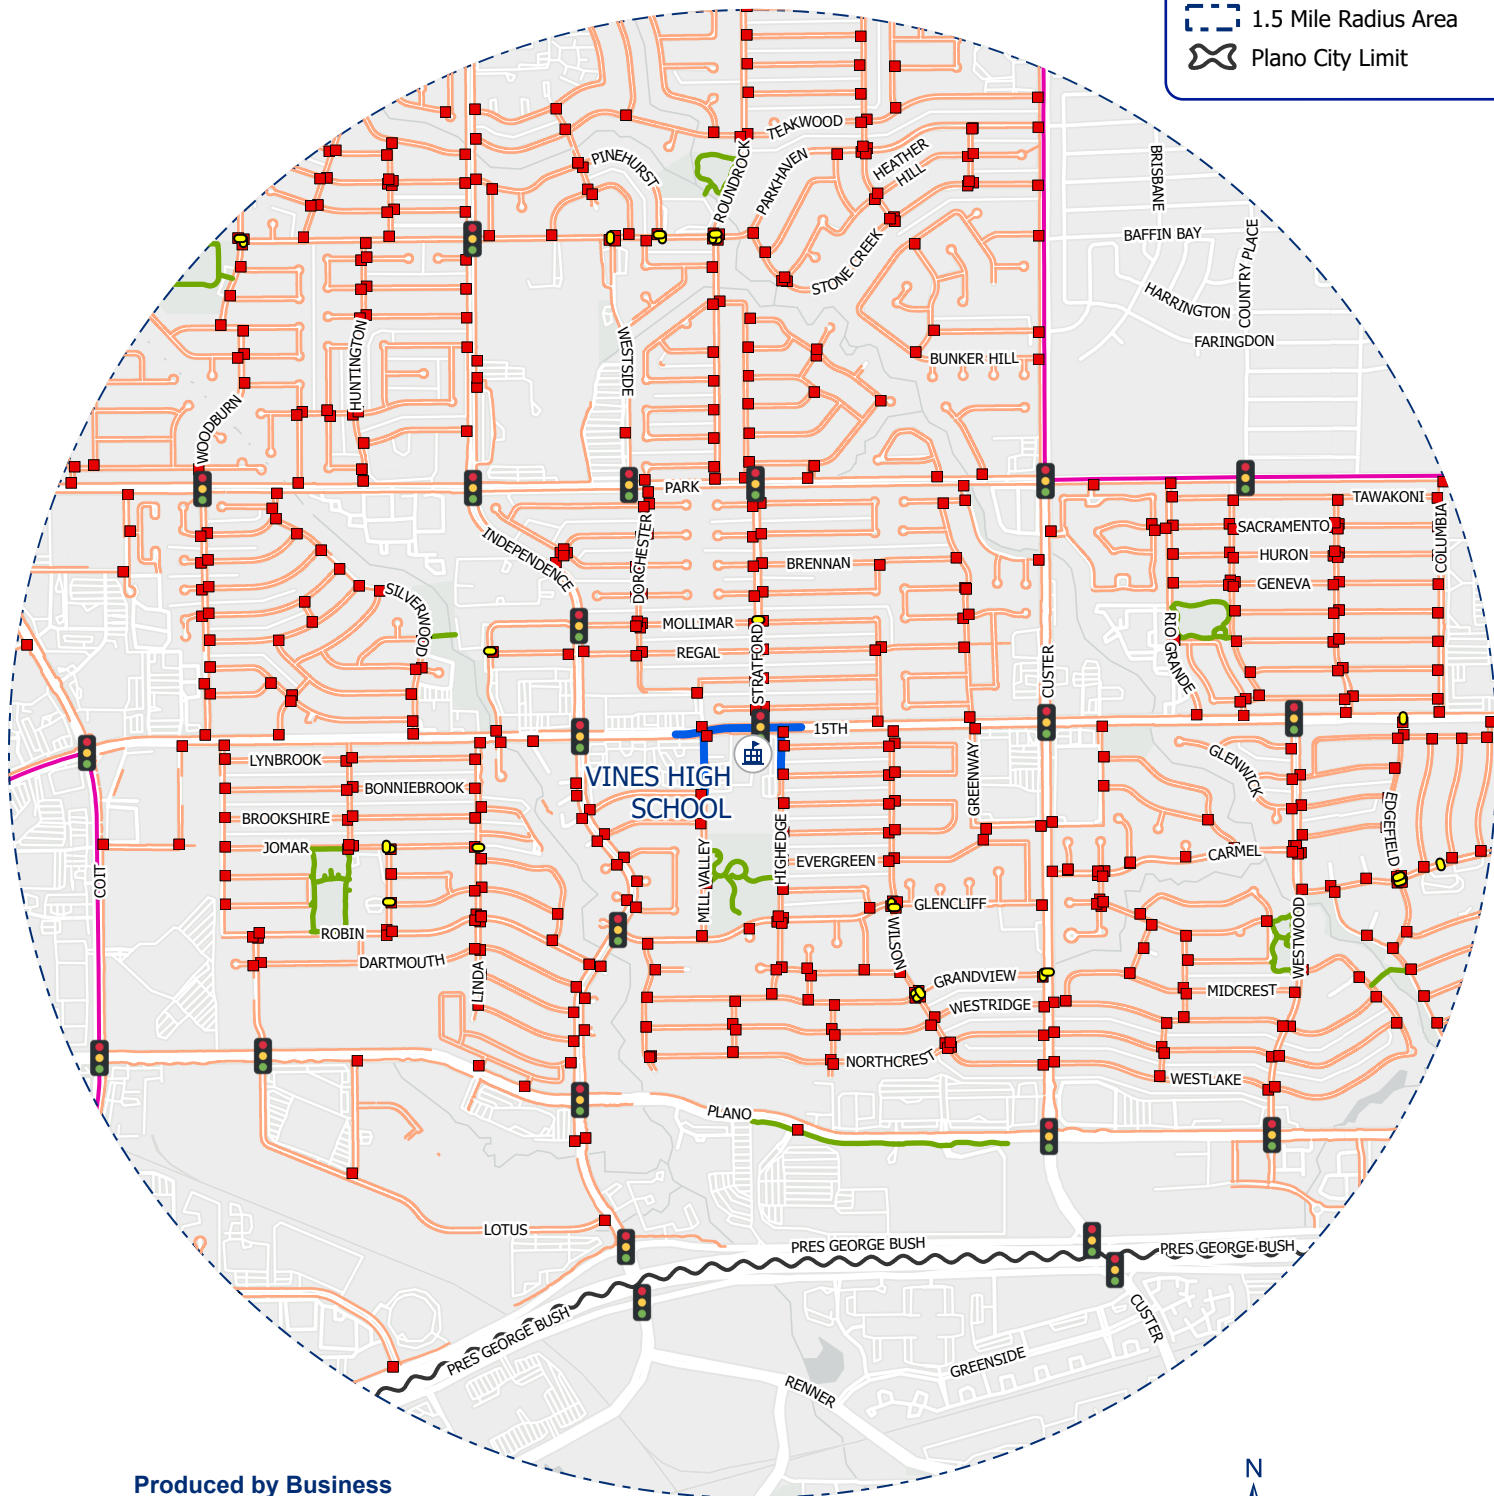 1.5 Mile Radius Area
Plano City Limit
TEAKWOOD
PINEHURST
ROUNDROCK
PARKHAVEN
HEATHER
HILL
BRISBANE
BAFFIN BAY
COUNTRY PLACE
STONE CREEK
HARRINGTON
FARINGDON
HUNTINGTON
WESTSIDE
BUNKER HILL
WOODBURN
PARK
TAWAKONI
SACRAMENTO
COLUMBIA
INDEPENDENCE
DORCHESTER
BRENNAN
HURON
GENEVA
SILVERWOOD
MOLLIMAR
STRATFORD
REGAL
RIO GRANDE
CUSTER
15TH
LYNBROOK
GLENWICK
GREENWAY
VINES HIGH
SCHOOL
BONNIEBROOK
BROOKSHIRE
JOMAR
EDGEFIELD
HIGHEDGE
EVERGREEN
CARMEL
COIT
MILL VALLEY
GLENCLIFF
ROBIN
WILSON
WESTWOOD
DARTMOUTH
LINDA
GRANDVIEW
MIDCREST
WESTRIDGE
NORTHCREST
WESTLAKE
PLANO
LOTUS
PRES GEORGE BUSH
PRES GEORGE BUSH
PRES GEORGE BUSH
CUSTER
GREENSIDE
RENNER
Produced by Business
N